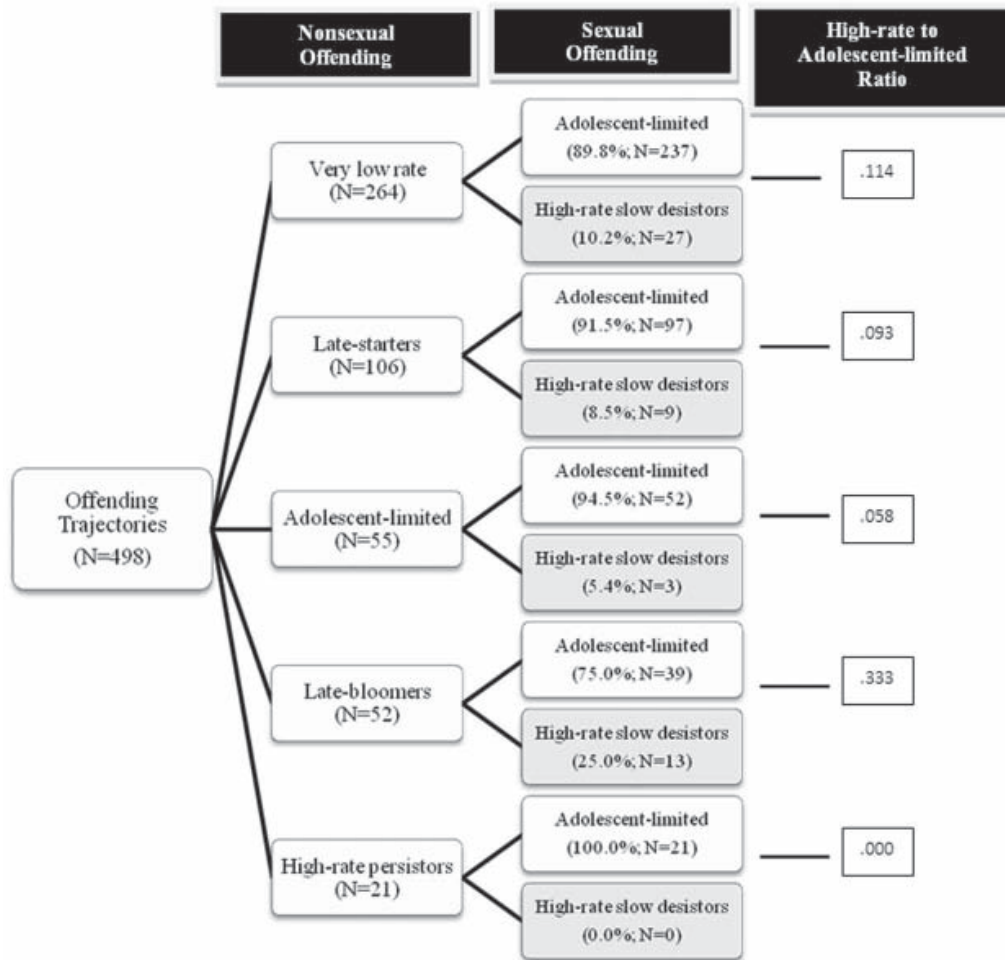 Nonsexual
Offending
Sexual
Offending
High-rate to
Adolescent-limited
Ratio
Offending
Trajectories
(N=498)
Very low rate
(N=264)
Adolescent-limited
(89.8%; N=237)
High-rate slow desistors
(10.2%; N=27)
.114
Late-starters
(N=106)
Adolescent-limited
(91.5%; N=97)
High-rate slow desistors
(8.5%; N=9)
.093
Adolescent-limited
(N=55)
Adolescent-limited
(94.5%; N=52)
High-rate slow desistors
(5.4%; N=3)
.058
Late-bloomers
(N=52)
Adolescent-limited
(75.0%; N=39)
High-rate slow desistors
(25.0%; N=13)
.333
High-rate persistors
(N=21)
Adolescent-limited
(100.0%; N=21)
High-rate slow desistors
(0.0%; N=0)
.000